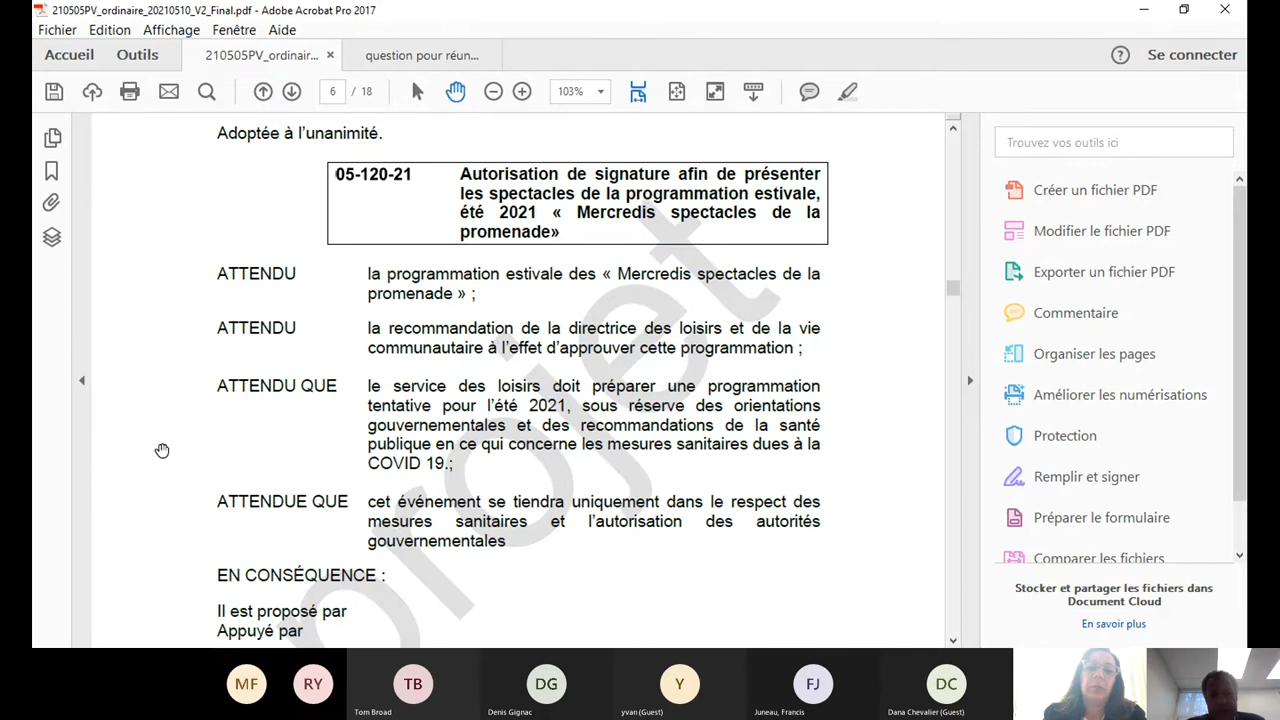 210505PV_ordinaire_20210510_V2_Final.pdf - Adobe Acrobat Pro 2017
Fichier Edition Affichage Fenêtre Aide
Accueil Outils 210505PV_ordinair... × question pour réun... ? Se connecter
6 / 18 103%
Adoptée à l'unanimité.
05-120-21 Autorisation de signature afin de présenter
les spectacles de la programmation estivale,
été 2021 « Mercredis spectacles de la
promenade»
ATTENDU la programmation estivale des « Mercredis spectacles de la
promenade » ;
ATTENDU la recommandation de la directrice des loisirs et de la vie
communautaire à l'effet d'approuver cette programmation ;
ATTENDU QUE le service des loisirs doit préparer une programmation
tentative pour l'été 2021, sous réserve des orientations
gouvernementales et des recommandations de la santé
publique en ce qui concerne les mesures sanitaires dues à la
COVID 19.;
ATTENDUE QUE cet événement se tiendra uniquement dans le respect des
mesures sanitaires et l'autorisation des autorités
gouvernementales
EN CONSÉQUENCE :
Il est proposé par
Appuyé par
projet
Trouvez vos outils ici
Créer un fichier PDF
Modifier le fichier PDF
Exporter un fichier PDF
Commentaire
Organiser les pages
Améliorer les numérisations
Protection
Remplir et signer
Préparer le formulaire
Comparer les fichiers
Stocker et partager les fichiers dans
Document Cloud
En savoir plus
MF RY TB DG Y FJ DC
Tom Broad Denis Gignac yvan (Guest) Juneau, Francis Dana Chevalier (Guest)